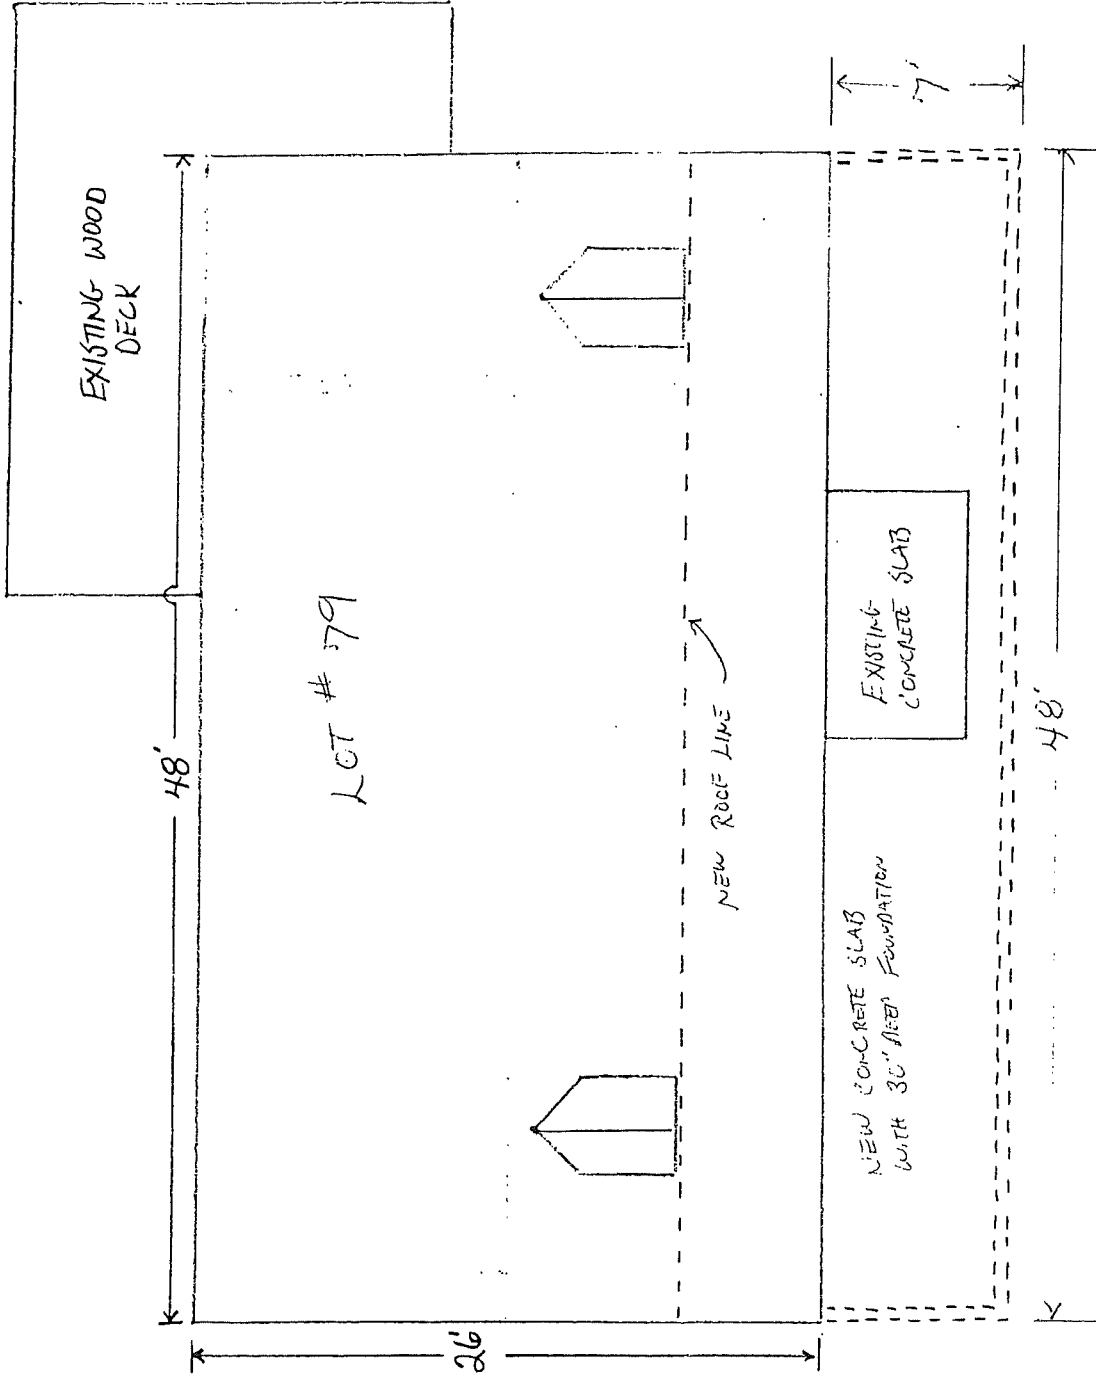 EXISTING WOOD
DECK
48'
LOT # 79
26'
NEW ROOF LINE
EXISTING
CONCRETE SLAB
NEW CONCRETE SLAB
WITH 30" DEEP FOUNDATION
7'
48'